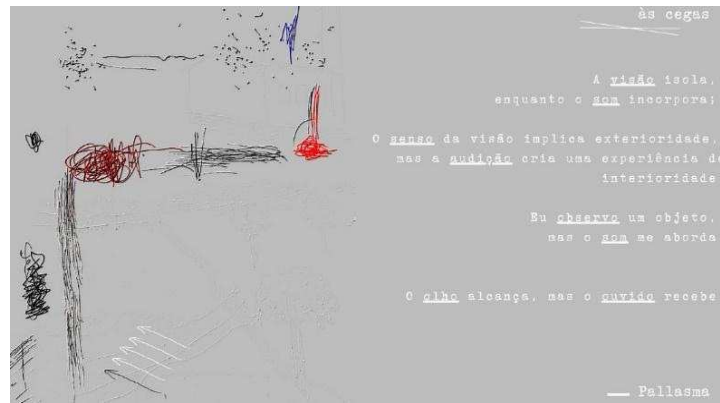 às cegas
A visão isola,
enquanto o som incorpora;
O senso da visão implica exterioridade,
mas a audição cria uma experiência de
interioridade
Eu observo um objeto,
mas o som me aborda
O olho alcança, mas o ouvido recebe
Pallasma